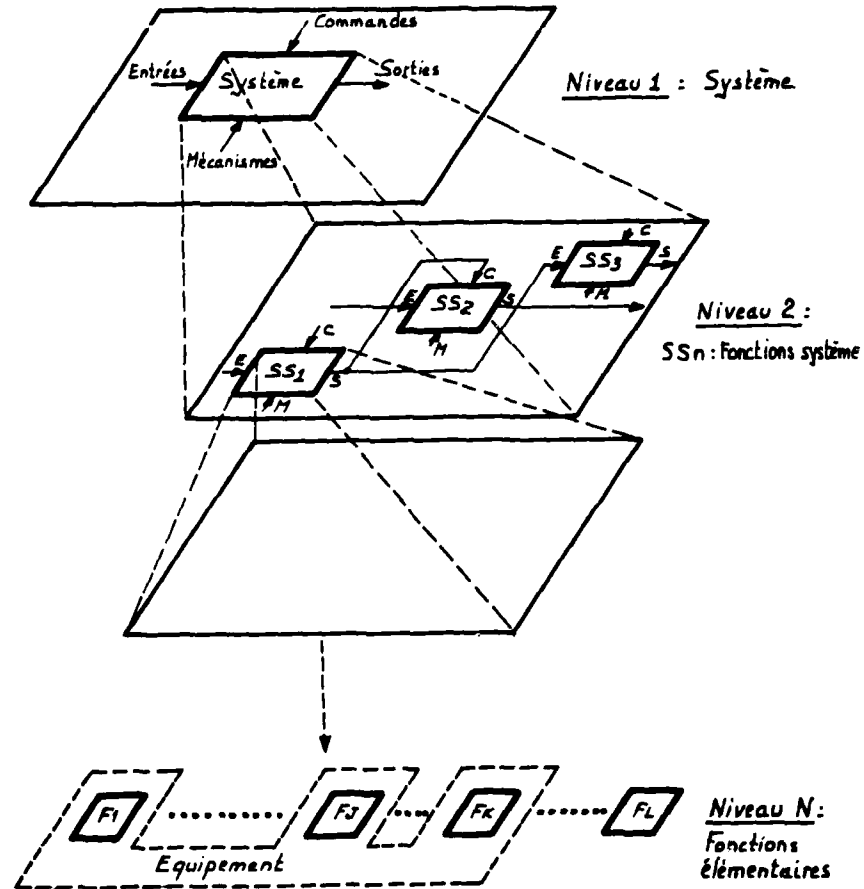 Commandes
Entrées
Système
Sorties
Mécanismes
Niveau 1 : Système
E
C
SS3
S
M
E
C
SS2
S
M
E
C
SS1
S
M
Niveau 2 :
SSn : Fonctions système
F1
FJ
FK
FL
Equipement
Niveau N :
Fonctions
élémentaires